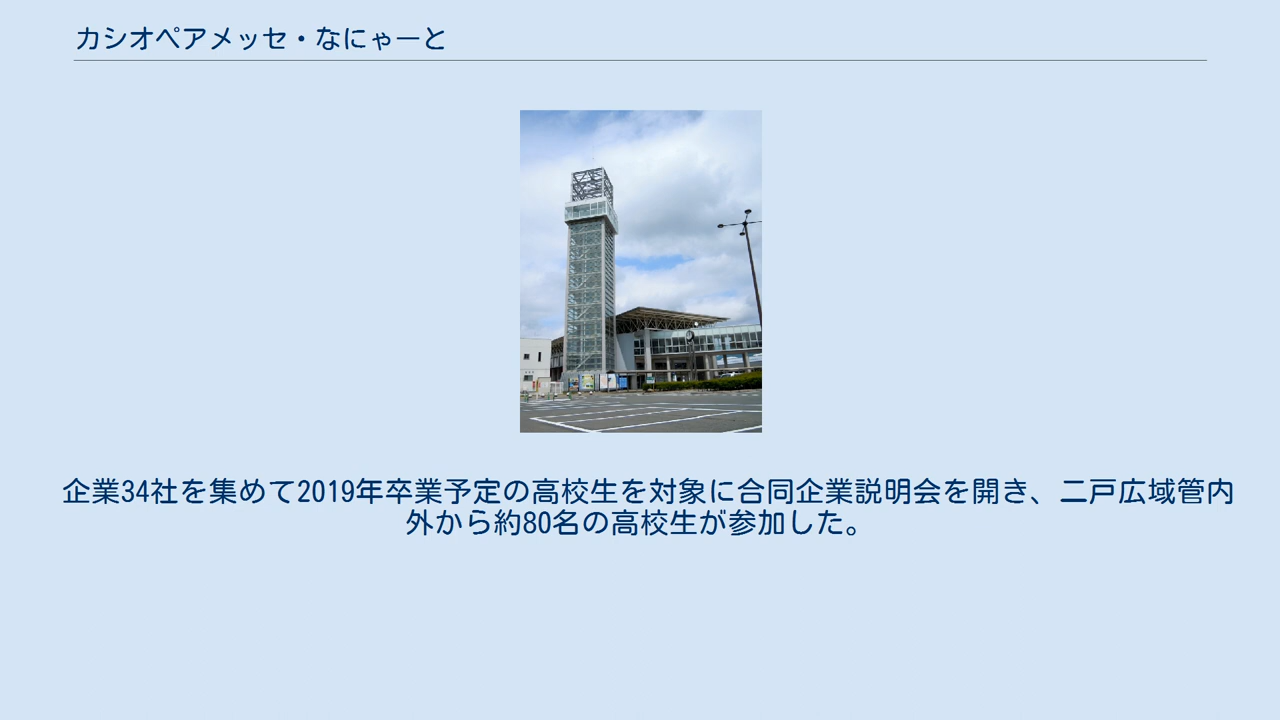 カシオペアメッセ・なにゃーと
企業34社を集めて2019年卒業予定の高校生を対象に合同企業説明会を開き、二戸広域管内
外から約80名の高校生が参加した。